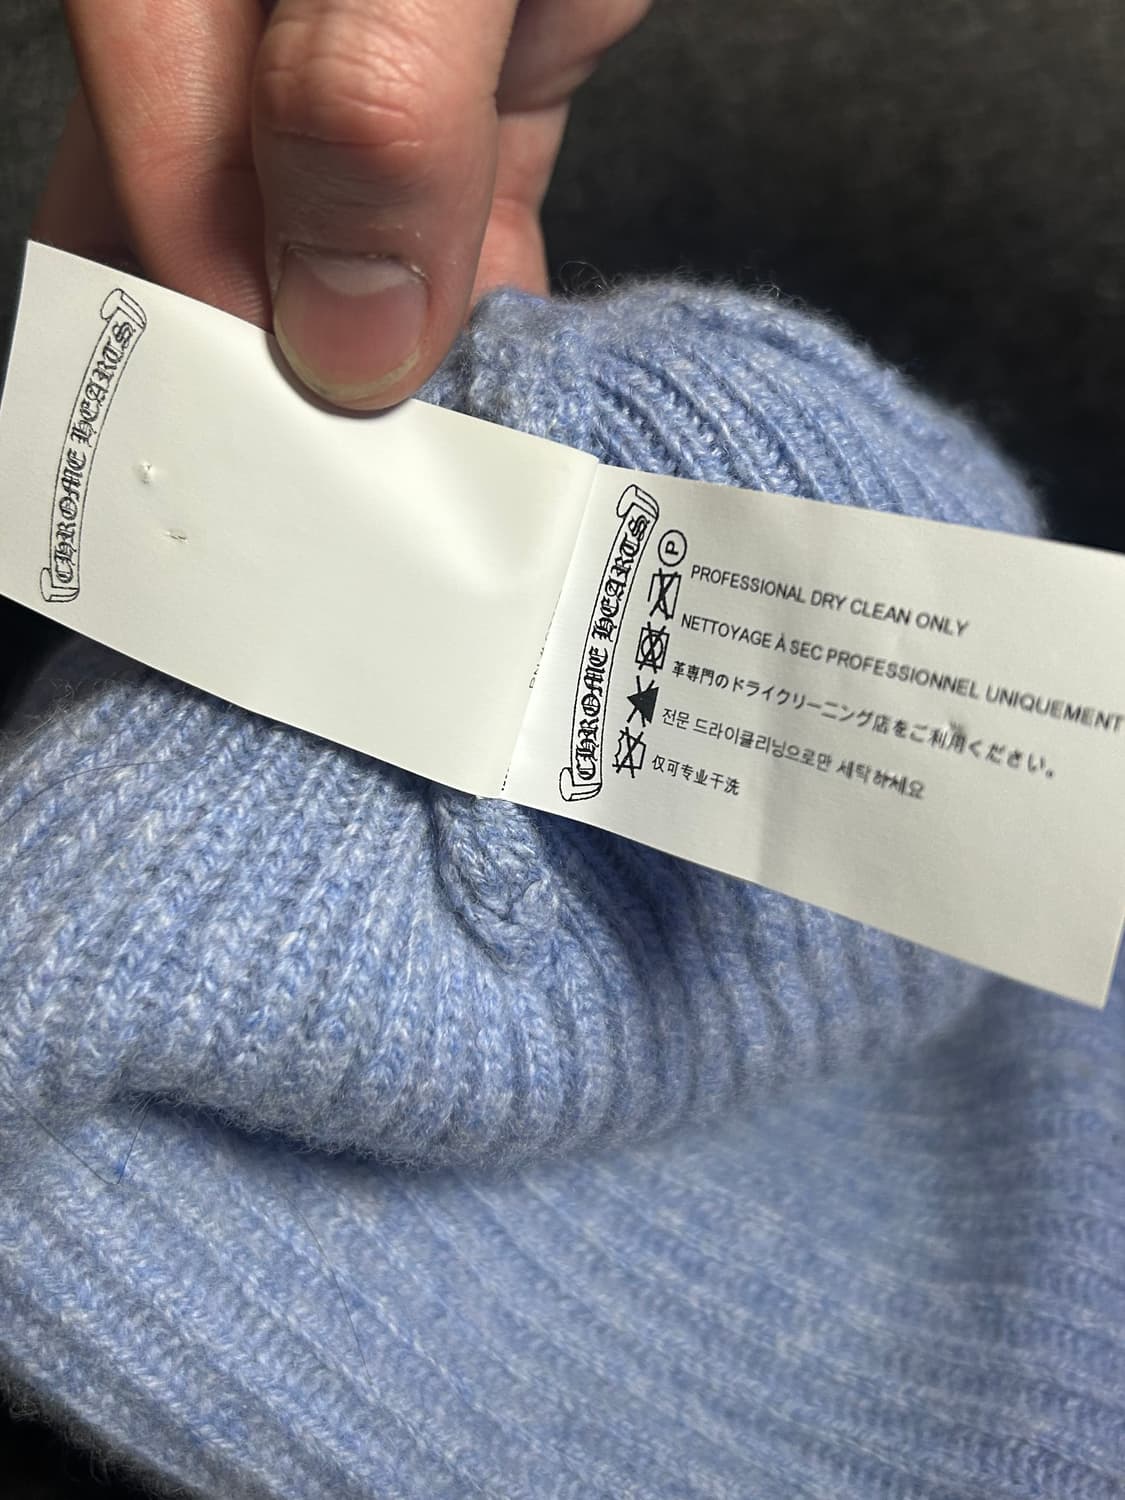 CHROME HEARTS
CHROME HEARTS
P
PROFESSIONAL DRY CLEAN ONLY
NETTOYAGE À SEC PROFESSIONNEL UNIQUEMENT
革専門のドライクリーニング店をご利用ください。
전문 드라이클리닝으로만 세탁하세요
仅可专业干洗